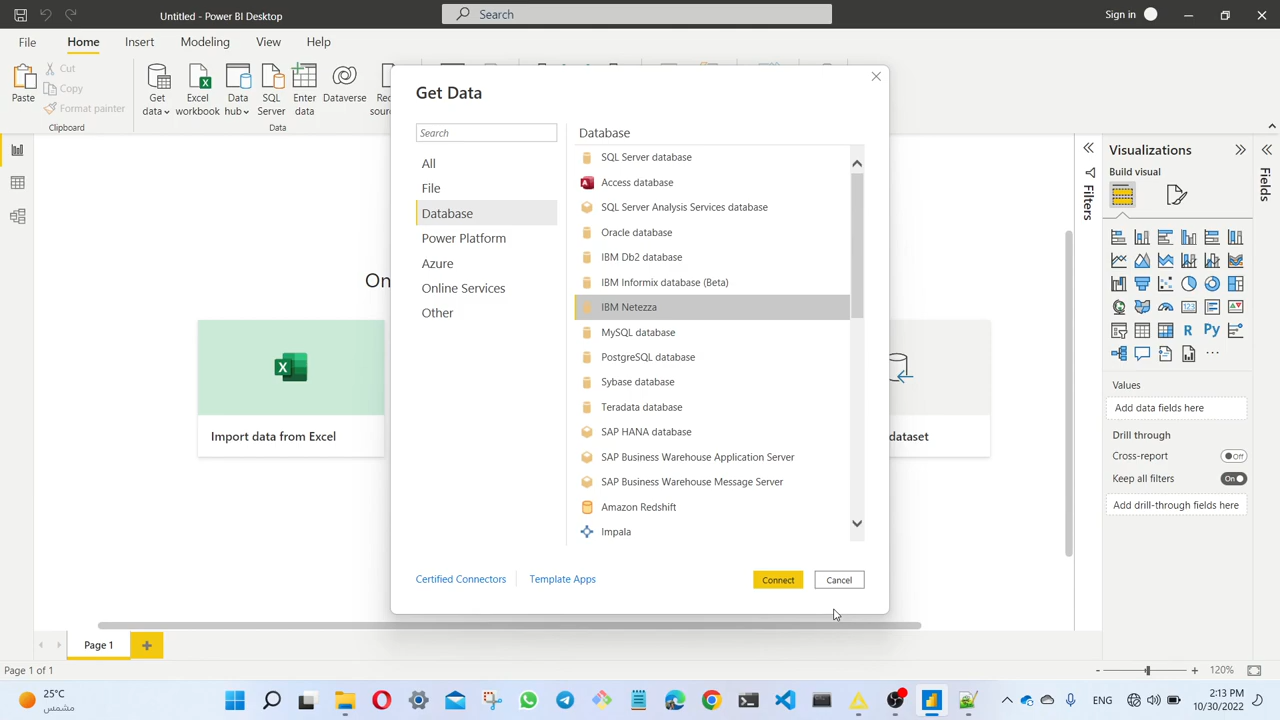 Untitled - Power BI Desktop
Search
Sign in
File
Home
Insert
Modeling
View
Help
Paste
Cut
Copy
Format painter
Clipboard
Get data
Excel workbook
Data hub
SQL Server
Enter data
Dataverse
Data
Get Data
Search
All
File
Database
Power Platform
Azure
Online Services
Other
Database
SQL Server database
Access database
SQL Server Analysis Services database
Oracle database
IBM Db2 database
IBM Informix database (Beta)
IBM Netezza
MySQL database
PostgreSQL database
Sybase database
Teradata database
SAP HANA database
SAP Business Warehouse Application Server
SAP Business Warehouse Message Server
Amazon Redshift
Impala
Certified Connectors
Template Apps
Connect
Cancel
Import data from Excel
Filters
Visualizations
Build visual
R
Py
Values
Add data fields here
Drill through
Cross-report
Off
Keep all filters
On
Add drill-through fields here
Fields
Page 1
Page 1 of 1
120%
25°C
مشمس
ENG
2:13 PM
10/30/2022